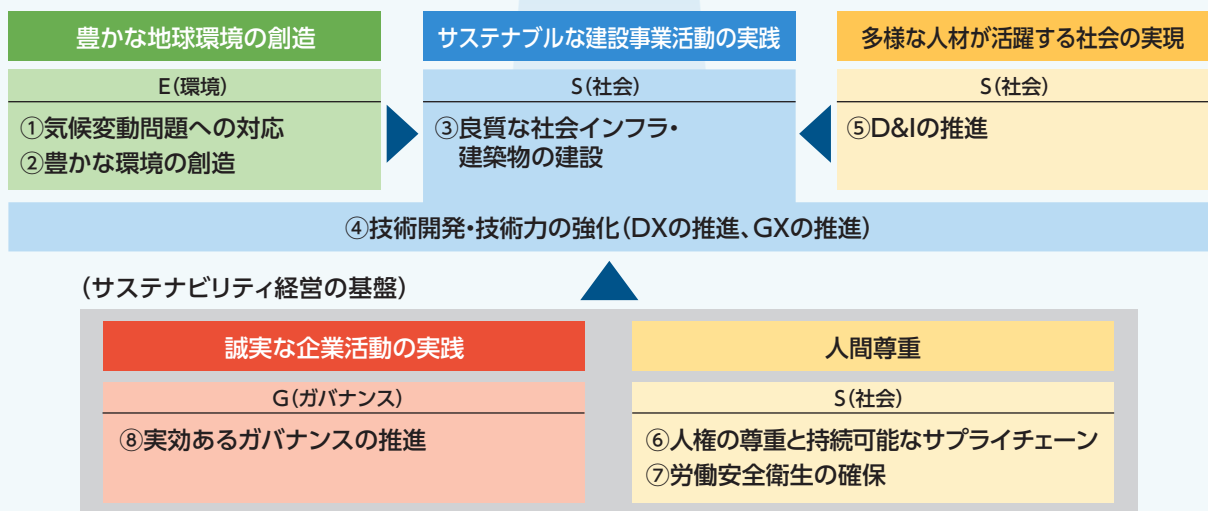 豊かな地球環境の創造
E(環境)
①気候変動問題への対応
②豊かな環境の創造
サステナブルな建設事業活動の実践
S(社会)
③良質な社会インフラ・
建築物の建設
多様な人材が活躍する社会の実現
S(社会)
⑤D&Iの推進
④技術開発・技術力の強化(DXの推進、GXの推進)
(サステナビリティ経営の基盤)
誠実な企業活動の実践
G(ガバナンス)
⑧実効あるガバナンスの推進
人間尊重
S(社会)
⑥人権の尊重と持続可能なサプライチェーン
⑦労働安全衛生の確保